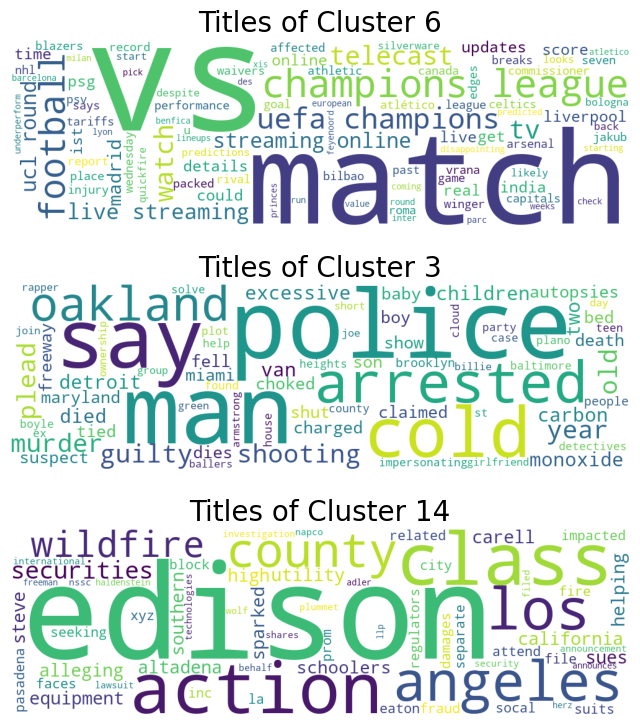 Titles of Cluster 6
blazers record affected silverware updates score atletico
time start online telecast breaks looks seven
nhl pick vs waivers athletic canada edges commissioner
barcelona milan xis des champions league
football psg despite goal european atlético league celtics bologna
underperform psv says performance u uefa champions liverpool predicted back
ucl round tariffs lyon benfica lineups streaming online feyenoord live get tv arsenal jakub
1st madrid wednesday quickfire watch predictions disappointing starting
report details match bilbao past vrana game likely
place packed rival princes coming real india
injury could run value round winger capitals check
live streaming roma inter parc weeks
Titles of Cluster 3
rapper solve excessive baby children autopsies
oakland short day
join ownership plot police boy cloud party bed teen
say help joe show case two plano
freeway group fell van heights son brooklyn billie baltimore death
plead detroit miami choked arrested old
maryland found
man green armstrong house shut county claimed st carbon people
boyle died charged cold year
ex tied
murder guilty dies shooting detectives
suspect ballers impersonating girlfriend monoxide
Titles of Cluster 14
wildfire investigation napco related carell impacted
international county class
securities block highutility city helping
freeman nssc haldenstein adler fire
steve edison los filed
southern technologies sparked wolf plummet regulators damages separate
xyz california
seeking prom lip attend announcement
pasadena alleging altadena shares schoolers file sues
faces lawsuit action behalf angeles security announces
equipment inc la eaton fraud socal herz suits